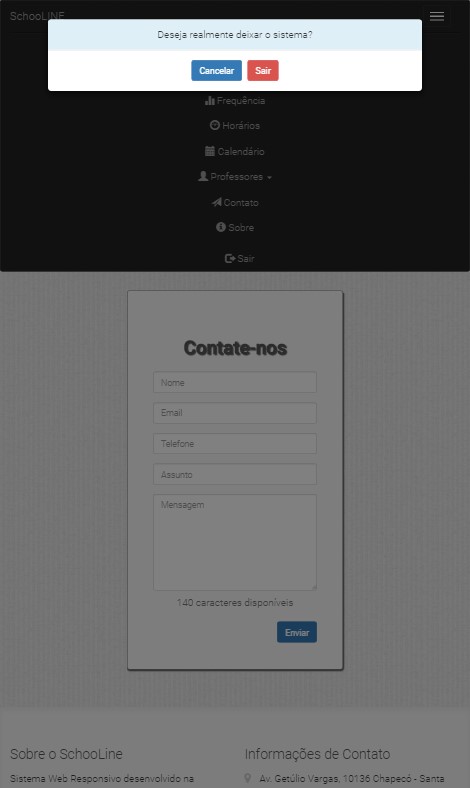 SchooLINE
Deseja realmente deixar o sistema?
Cancelar Sair
Frequência
Horários
Calendário
Professores
Contato
Sobre
Sair
Contate-nos
Nome
Email
Telefone
Assunto
Mensagem
140 caracteres disponíveis
Enviar
Sobre o SchooLine
Sistema Web Responsivo desenvolvido na
Informações de Contato
Av. Getúlio Vargas, 10136 Chapecó - Santa